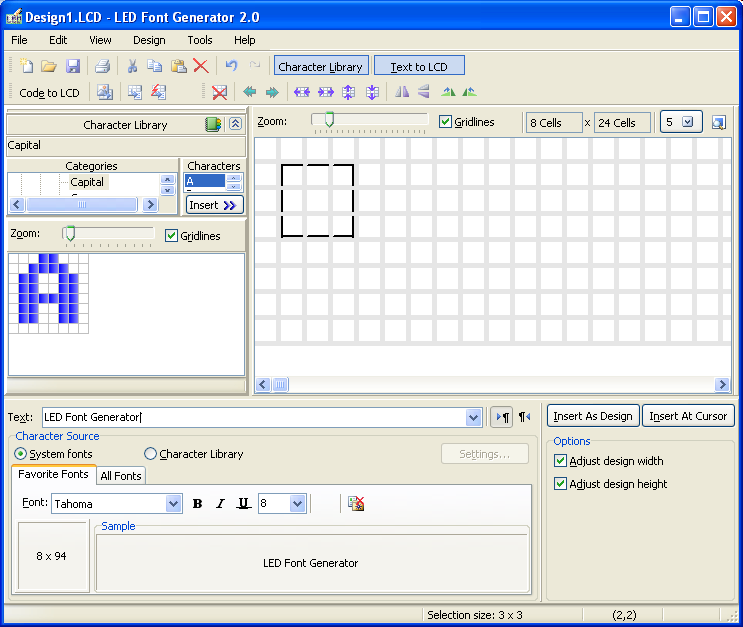 Design1.LCD - LED Font Generator 2.0
File Edit View Design Tools Help
Character Library Text to LCD
Code to LCD
Character Library
Capital
Categories Characters
Capital A
Insert
Zoom: Gridlines
Zoom: Gridlines 8 Cells x 24 Cells 5
Text: LED Font Generator
Insert As Design Insert At Cursor
Character Source
System fonts Character Library Settings...
Favorite Fonts All Fonts
Font: Tahoma B I U 8
8 x 94
Sample
LED Font Generator
Options
Adjust design width
Adjust design height
Selection size: 3 x 3 (2,2)